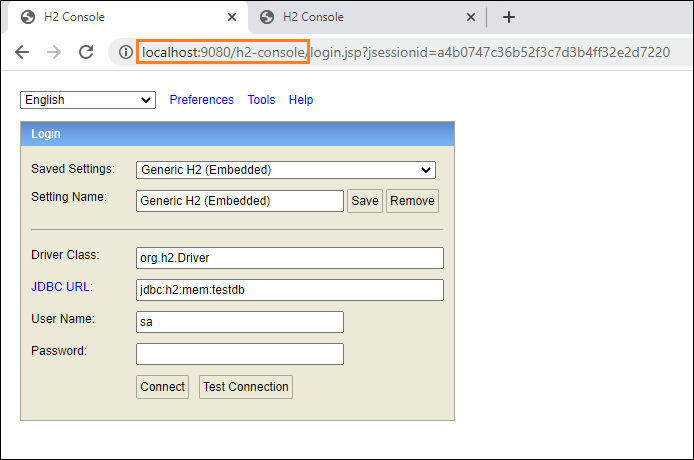 H2 Console
H2 Console
localhost:9080/h2-console/login.jsp?jsessionid=a4b0747c36b52f3c7d3b4ff32e2d7220
English Preferences Tools Help
Login
Saved Settings: Generic H2 (Embedded)
Setting Name: Generic H2 (Embedded) Save Remove
Driver Class: org.h2.Driver
JDBC URL: jdbc:h2:mem:testdb
User Name: sa
Password:
Connect Test Connection